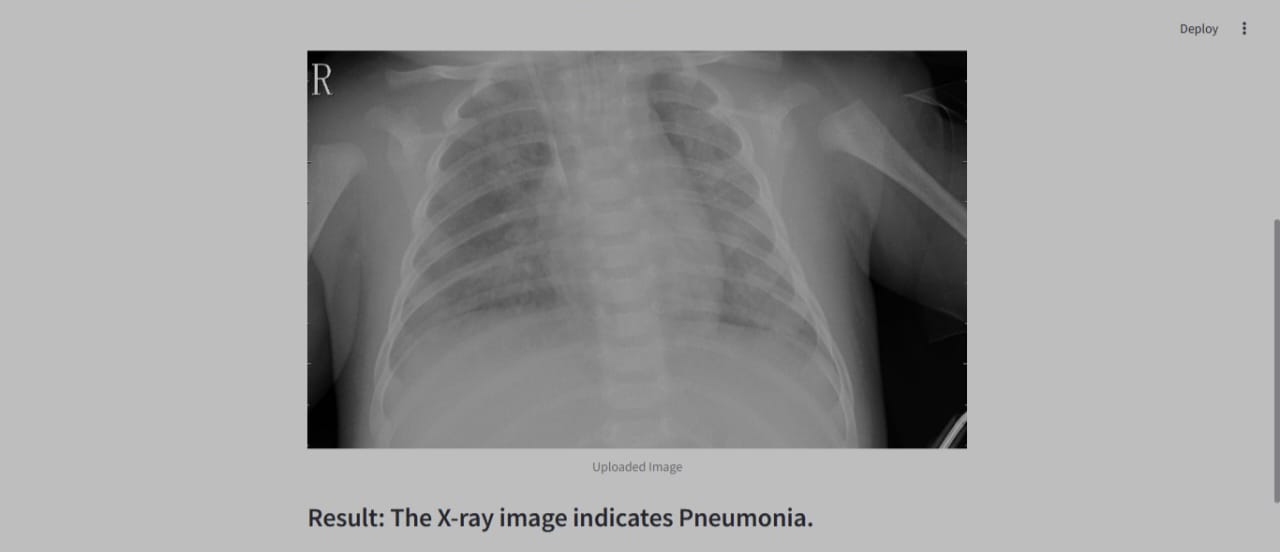 Deploy
R
Uploaded Image
Result: The X-ray image indicates Pneumonia.